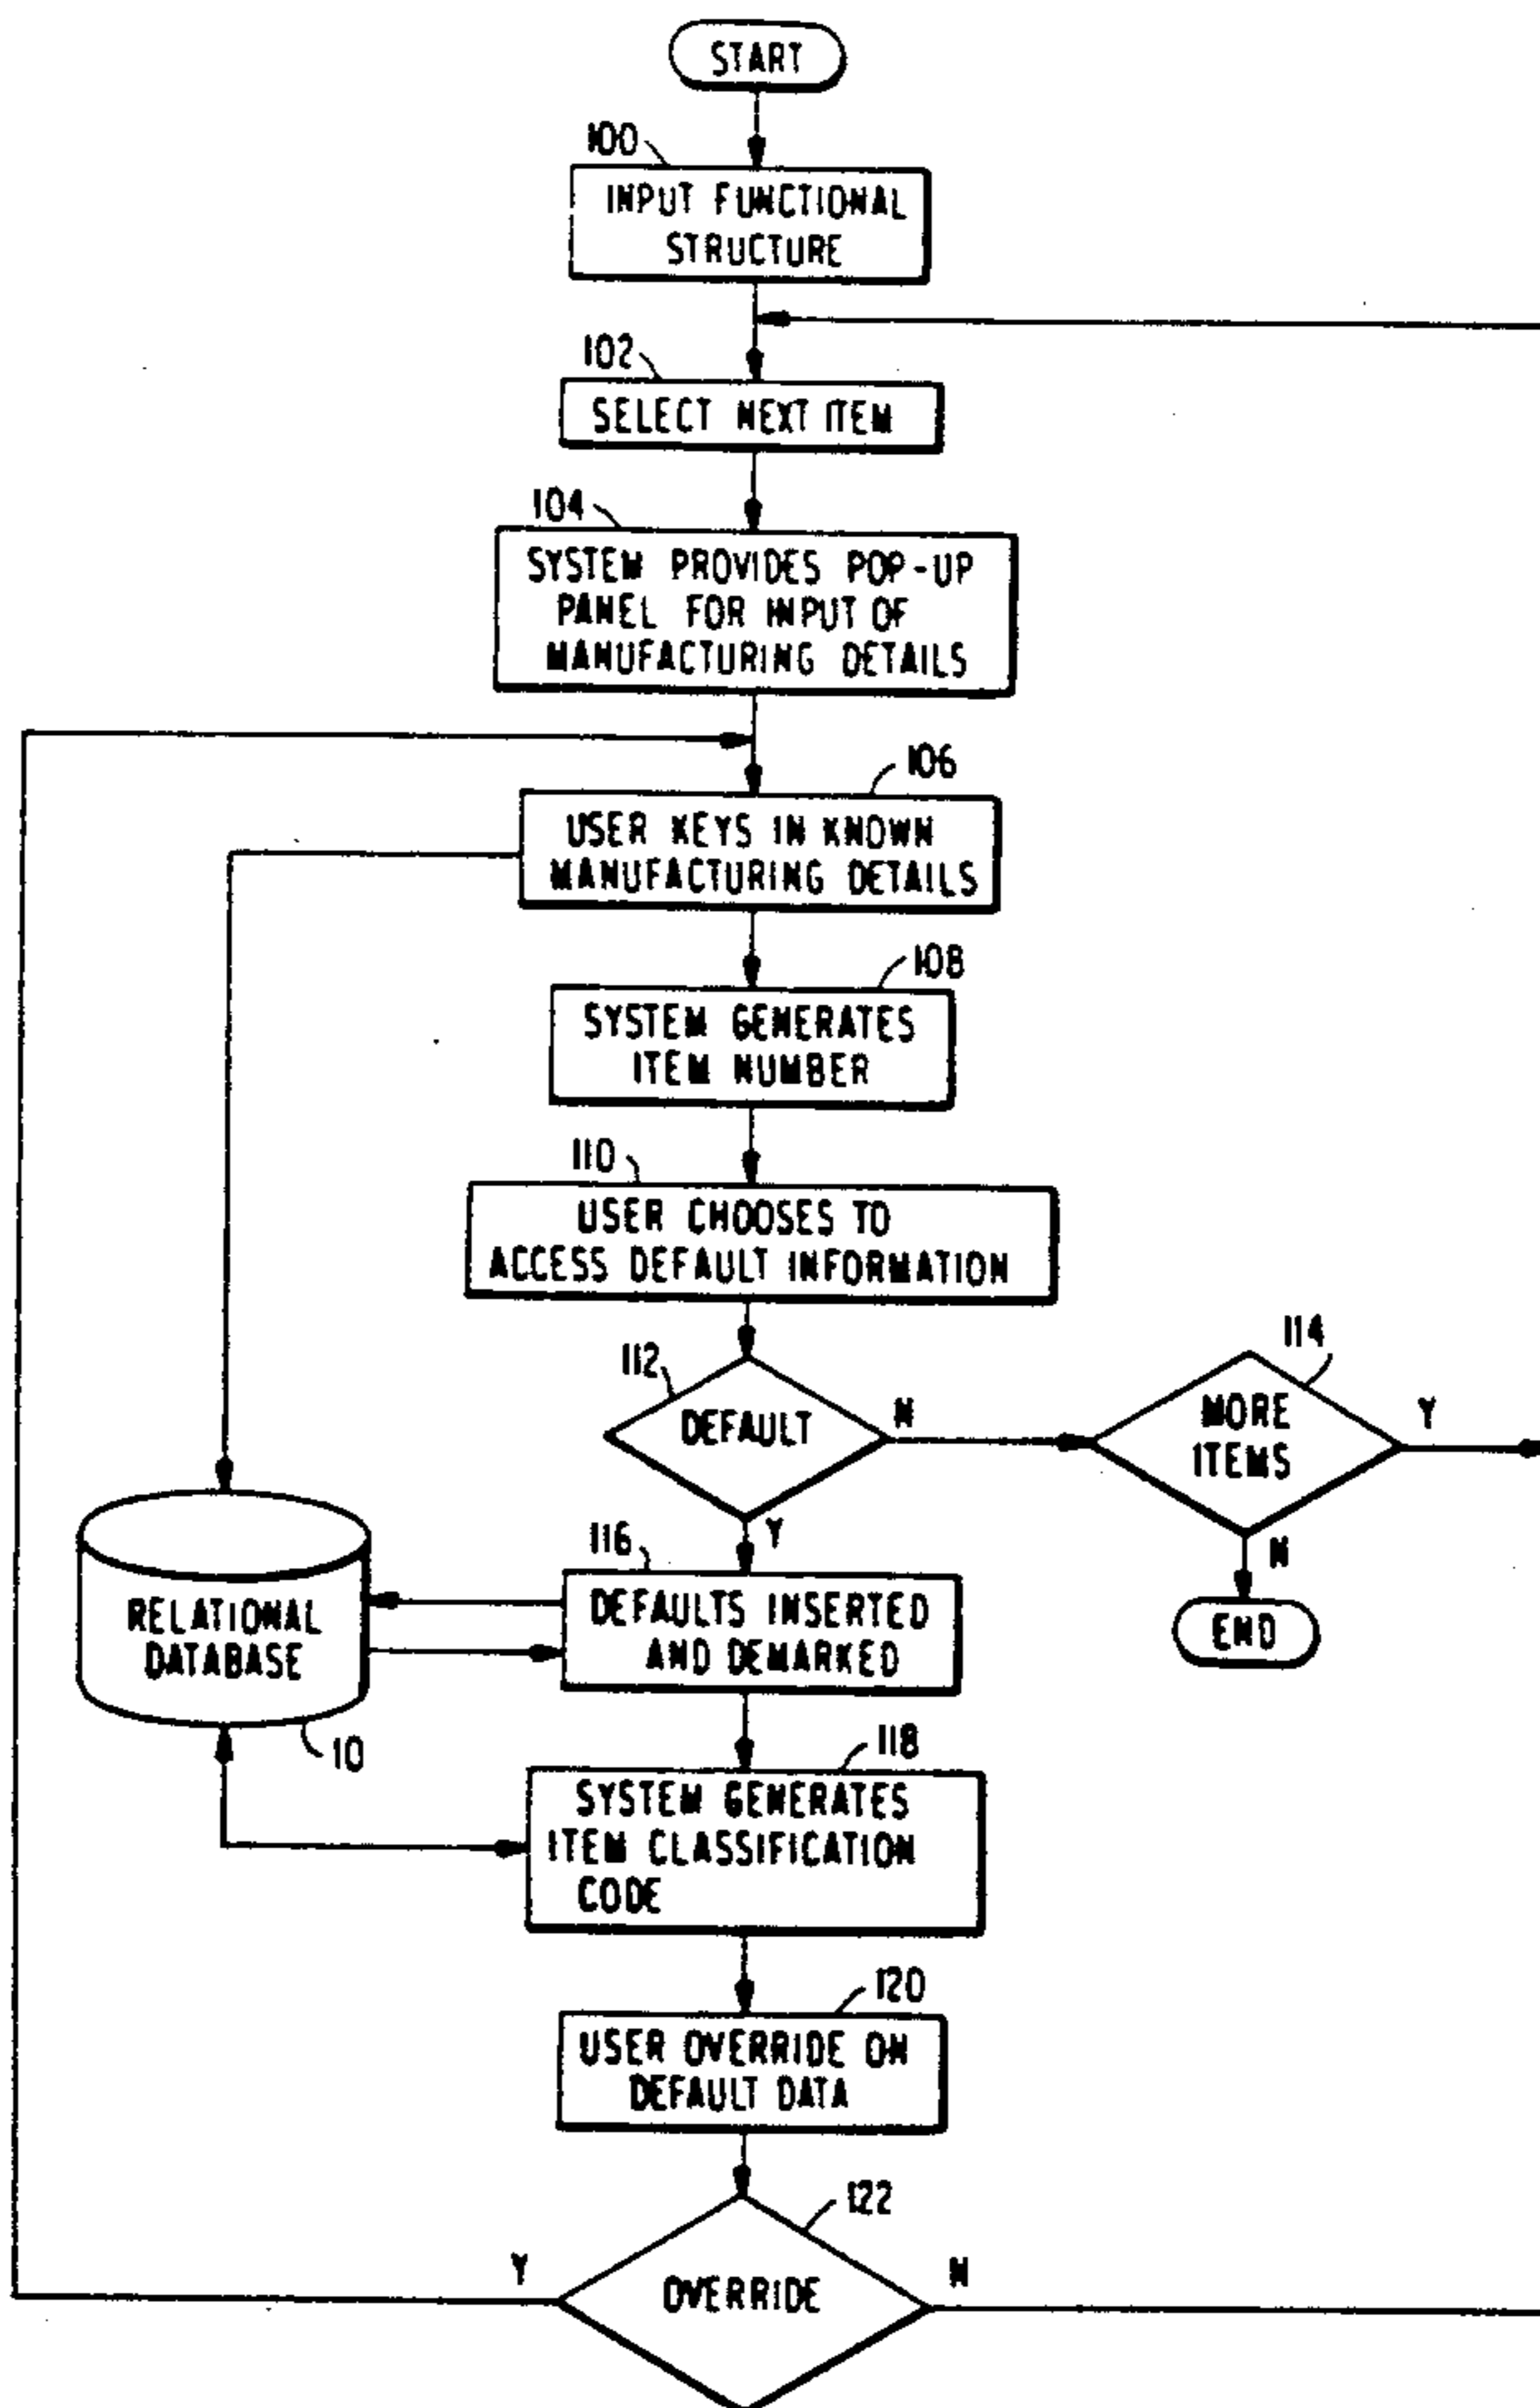 START
100
INPUT FUNCTIONAL
STRUCTURE
102
SELECT NEXT ITEM
104
SYSTEM PROVIDES POP-UP
PANEL FOR INPUT OF
MANUFACTURING DETAILS
106
USER KEYS IN KNOWN
MANUFACTURING DETAILS
108
SYSTEM GENERATES
ITEM NUMBER
110
USER CHOOSES TO
ACCESS DEFAULT INFORMATION
112
DEFAULT
N
114
MORE
ITEMS
Y
N
END
Y
116
DEFAULTS INSERTED
AND DEMARKED
RELATIONAL
DATABASE
10
118
SYSTEM GENERATES
ITEM CLASSIFICATION
CODE
120
USER OVERRIDE ON
DEFAULT DATA
122
Y
OVERRIDE
N